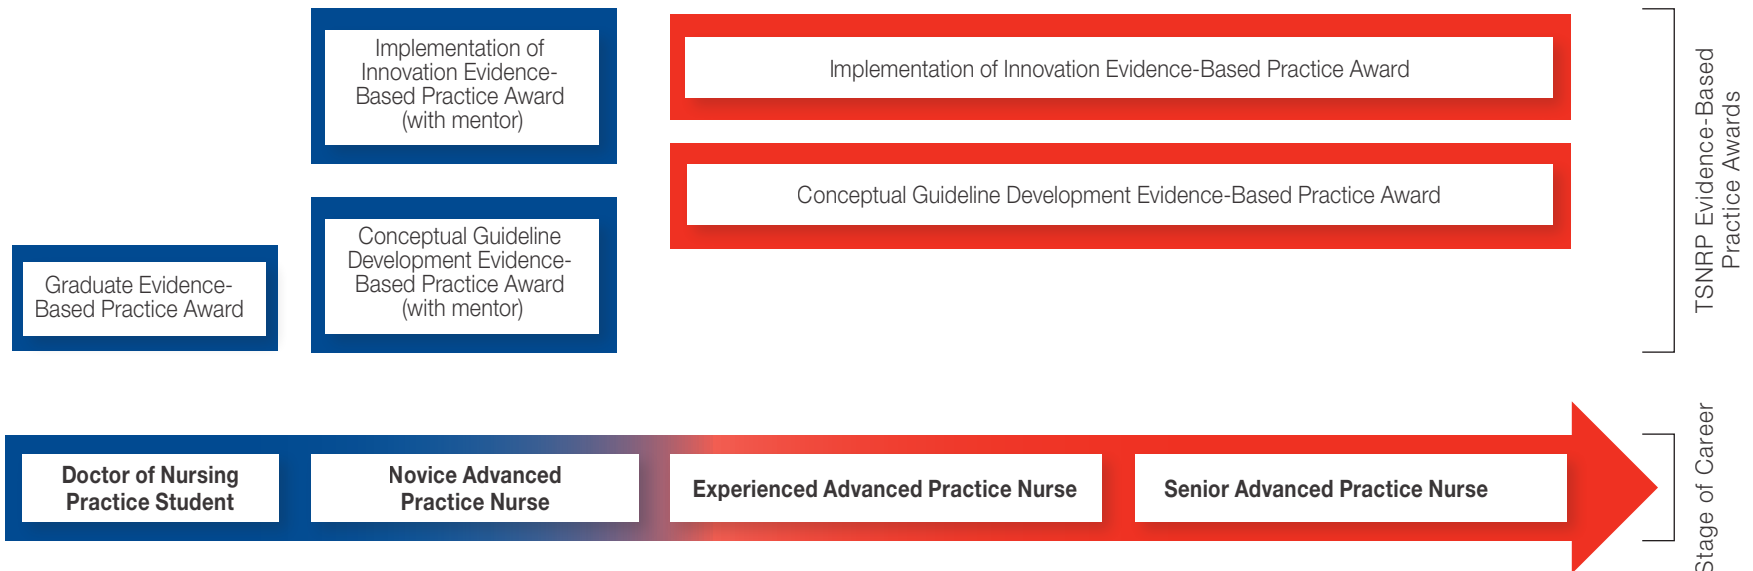 Implementation of
Innovation Evidence-
Based Practice Award
(with mentor)
Implementation of Innovation Evidence-Based Practice Award
Conceptual Guideline Development Evidence-Based Practice Award
Conceptual Guideline
Development Evidence-
Based Practice Award
(with mentor)
Graduate Evidence-
Based Practice Award
TSNRP Evidence-Based
Practice Awards
Doctor of Nursing
Practice Student
Novice Advanced
Practice Nurse
Experienced Advanced Practice Nurse
Senior Advanced Practice Nurse
Stage of Career